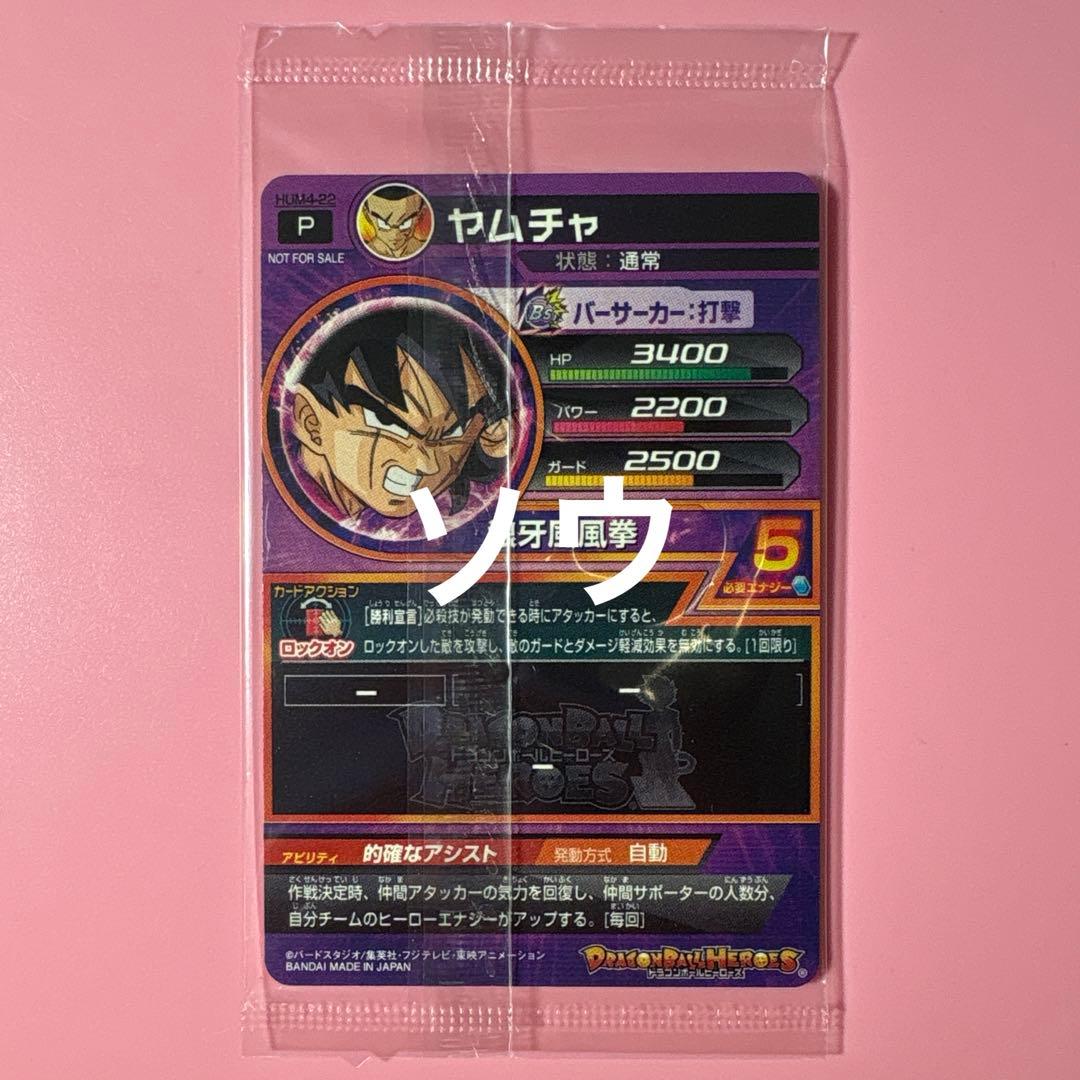 HUM4-22
P
NOT FOR SALE
ヤムチャ
状態：通常
Bs
バーサーカー：打撃
HP 3400
パワー 2200
ガード 2500
ソウ
牙風風拳
5
必要エナジー
カードアクション
ロックオン
[勝利宣言]必殺技が発動できる時にアタッカーにすると、
ロックオンした敵を攻撃し、敵のガードとダメージ軽減効果を無効にする。[1回限り]
ー
ー
ー
DRAGONBALL
ドラゴンボールヒーローズ
HEROES
アビリティ 的確なアシスト 発動方式 自動
作戦決定時、仲間アタッカーの気力を回復し、仲間サポーターの人数分、
自分チームのヒーローエナジーがアップする。[毎回]
©バードスタジオ/集英社・フジテレビ・東映アニメーション
BANDAI MADE IN JAPAN
DRAGONBALLHEROES
ドラゴンボールヒーローズ